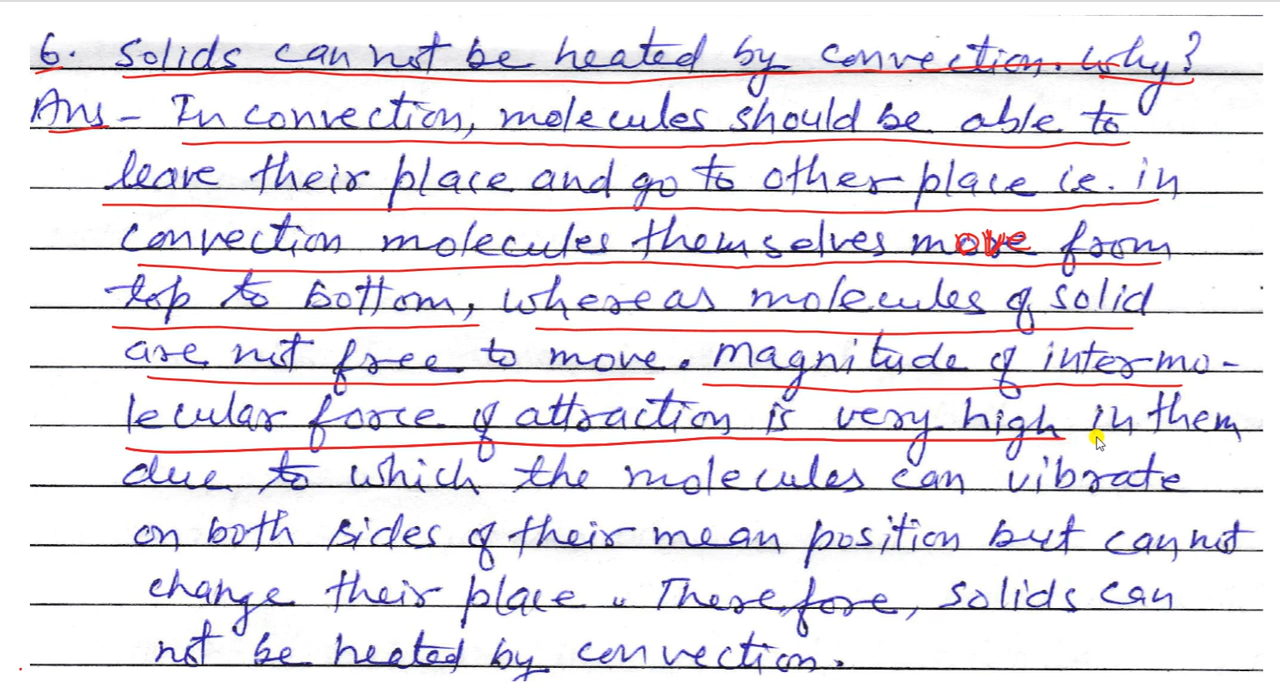 6. Solids can not be heated by convection. Why?
Ans - In convection, molecules should be able to
leave their place and go to other place i.e. in
convection molecules themselves move from
top to bottom, whereas molecules of solid
are not free to move. Magnitude of intermo-
lecular force of attraction is very high in them
due to which the molecules can vibrate
on both sides of their mean position but can not
change their place. Therefore, solids can
not be heated by convection.